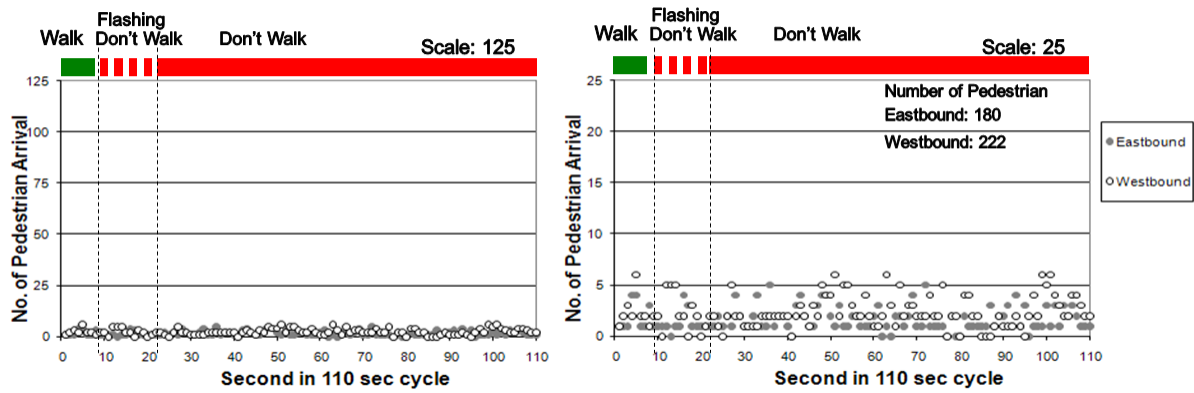 Flashing
Walk Don't Walk Don't Walk
Scale: 125
125
100
75
50
25
0
0 10 20 30 40 50 60 70 80 90 100 110
No. of Pedestrian Arrival
Second in 110 sec cycle
Flashing
Walk Don't Walk Don't Walk
Scale: 25
25
20
15
10
5
0
0 10 20 30 40 50 60 70 80 90 100 110
No. of Pedestrian Arrival
Second in 110 sec cycle
Number of Pedestrian
Eastbound: 180
Westbound: 222
Eastbound
Westbound